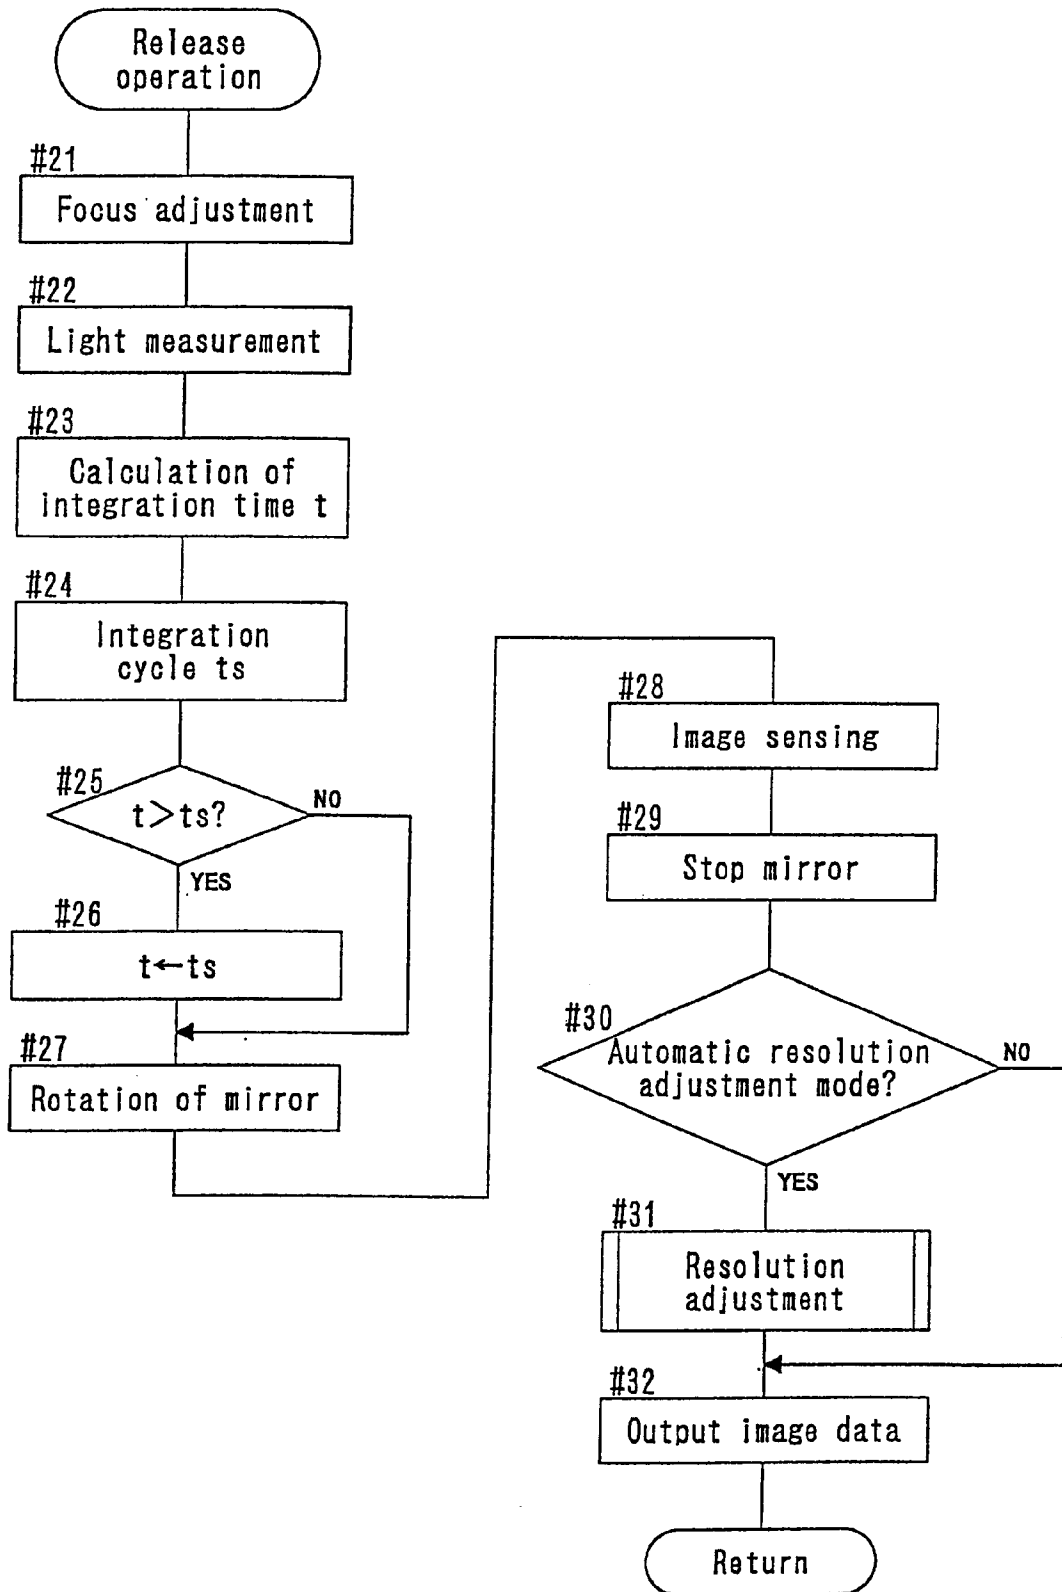 Release
operation
#21
Focus adjustment
#22
Light measurement
#23
Calculation of
integration time t
#24
Integration
cycle ts
#25
t>ts?
NO
YES
#26
t←ts
#27
Rotation of mirror
#28
Image sensing
#29
Stop mirror
#30
Automatic resolution
adjustment mode?
NO
YES
#31
Resolution
adjustment
#32
Output image data
Return